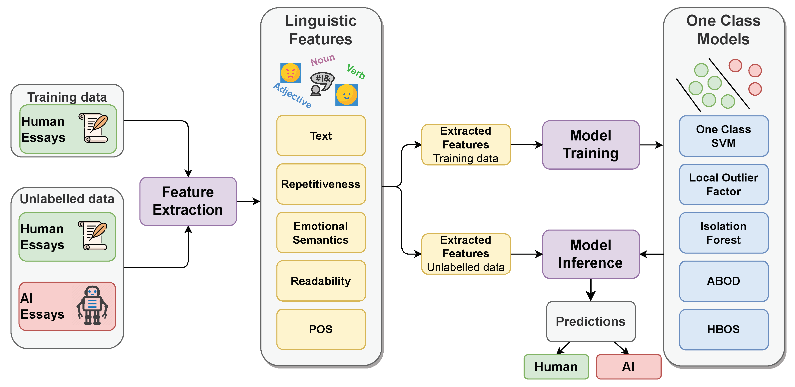 Training data
Human
Essays
Unlabelled data
Human
Essays
AI
Essays
Feature
Extraction
Linguistic
Features
Noun
Verb
Adjective
#!&
Text
Repetitiveness
Emotional
Semantics
Readability
POS
Extracted
Features
Training data
Extracted
Features
Unlabelled data
Model
Training
Model
Inference
Predictions
Human
AI
One Class
Models
One Class
SVM
Local Outlier
Factor
Isolation
Forest
ABOD
HBOS